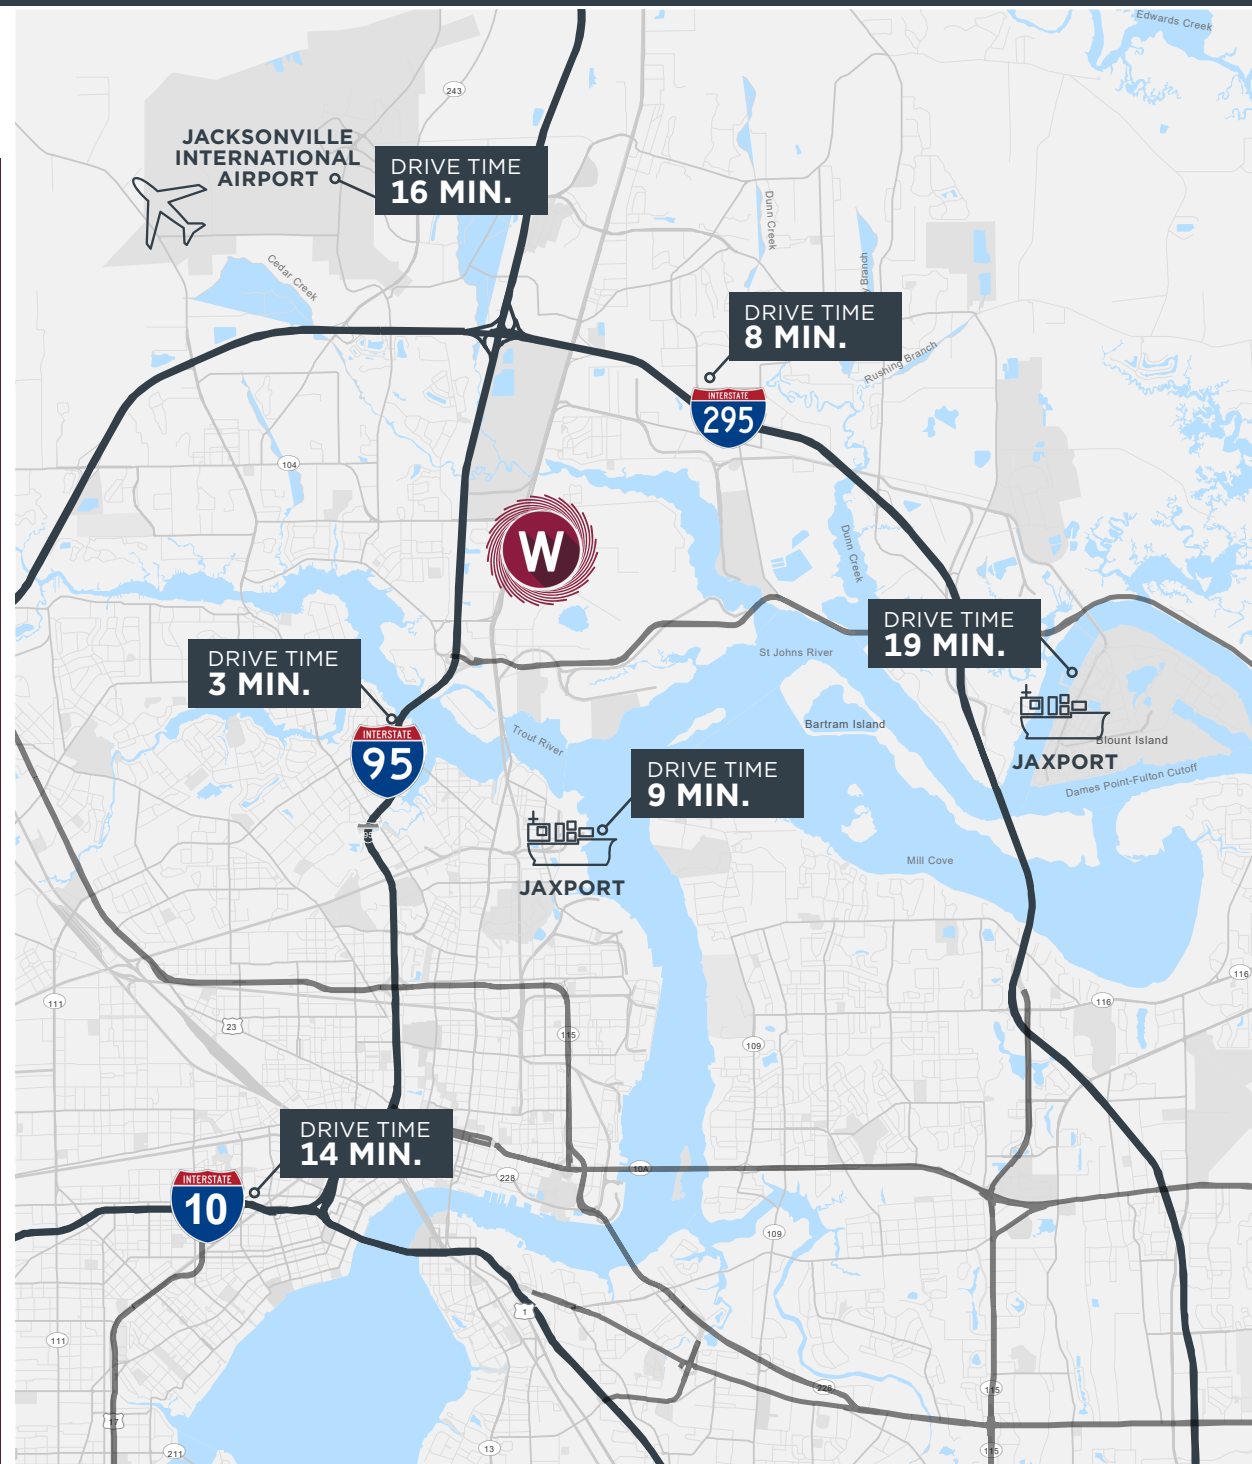 Edwards Creek
243
JACKSONVILLE
INTERNATIONAL
AIRPORT
DRIVE TIME
16 MIN.
Dunn Creek
Cedar Creek
y Branch
DRIVE TIME
8 MIN.
Rushing Branch
INTERSTATE
295
104
W
Dunn Creek
DRIVE TIME
19 MIN.
DRIVE TIME
3 MIN.
St Johns River
Bartram Island
Trout River
INTERSTATE
95
Blount Island
JAXPORT
Dames Point-Fulton Cutoff
DRIVE TIME
9 MIN.
JAXPORT
Mill Cove
116
111
116
23
115
109
DRIVE TIME
14 MIN.
10A
228
INTERSTATE
10
109
1
111
228
115
17
211
13
115